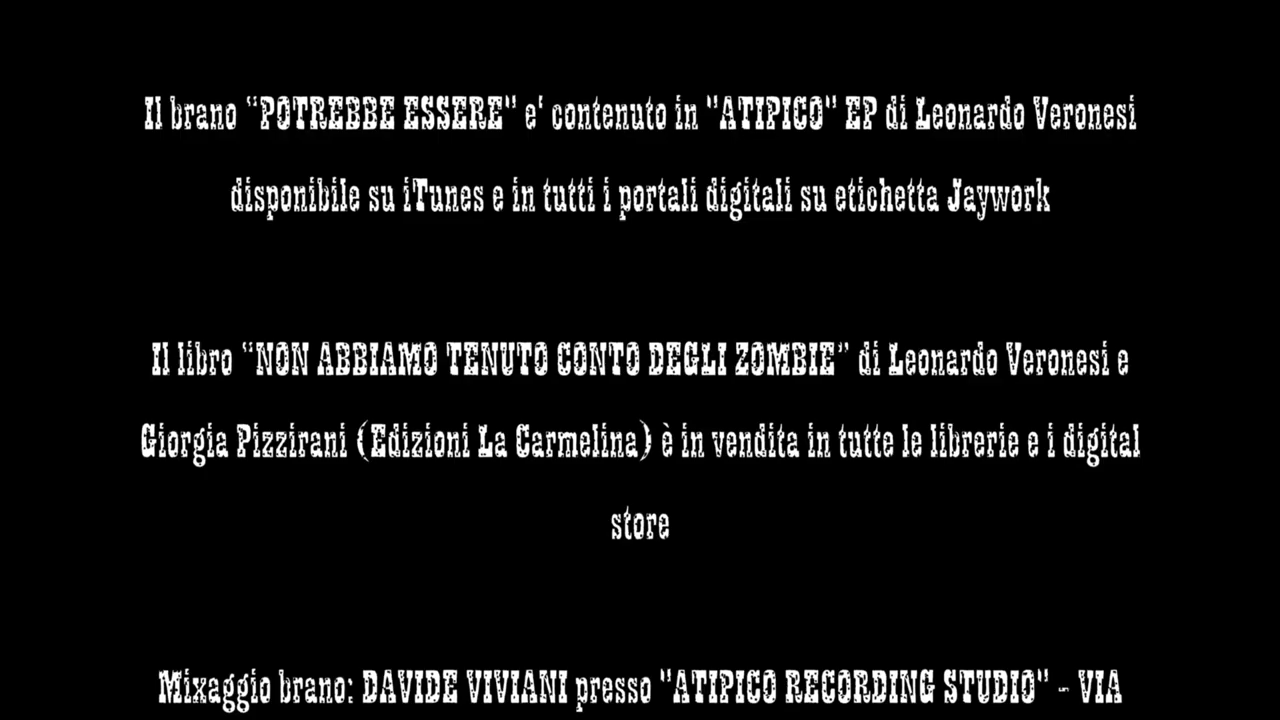 Il brano “POTREBBE ESSERE" e' contenuto in "ATIPICO" EP di Leonardo Veronesi
disponibile su iTunes e in tutti i portali digitali su etichetta Jaywork
Il libro “NON ABBIAMO TENUTO CONTO DEGLI ZOMBIE” di Leonardo Veronesi e
Giorgia Pizzirani (Edizioni La Carmelina) è in vendita in tutte le librerie e i digital
store
Mixaggio brano: DAVIDE VIVIANI presso "ATIPICO RECORDING STUDIO" - VIA